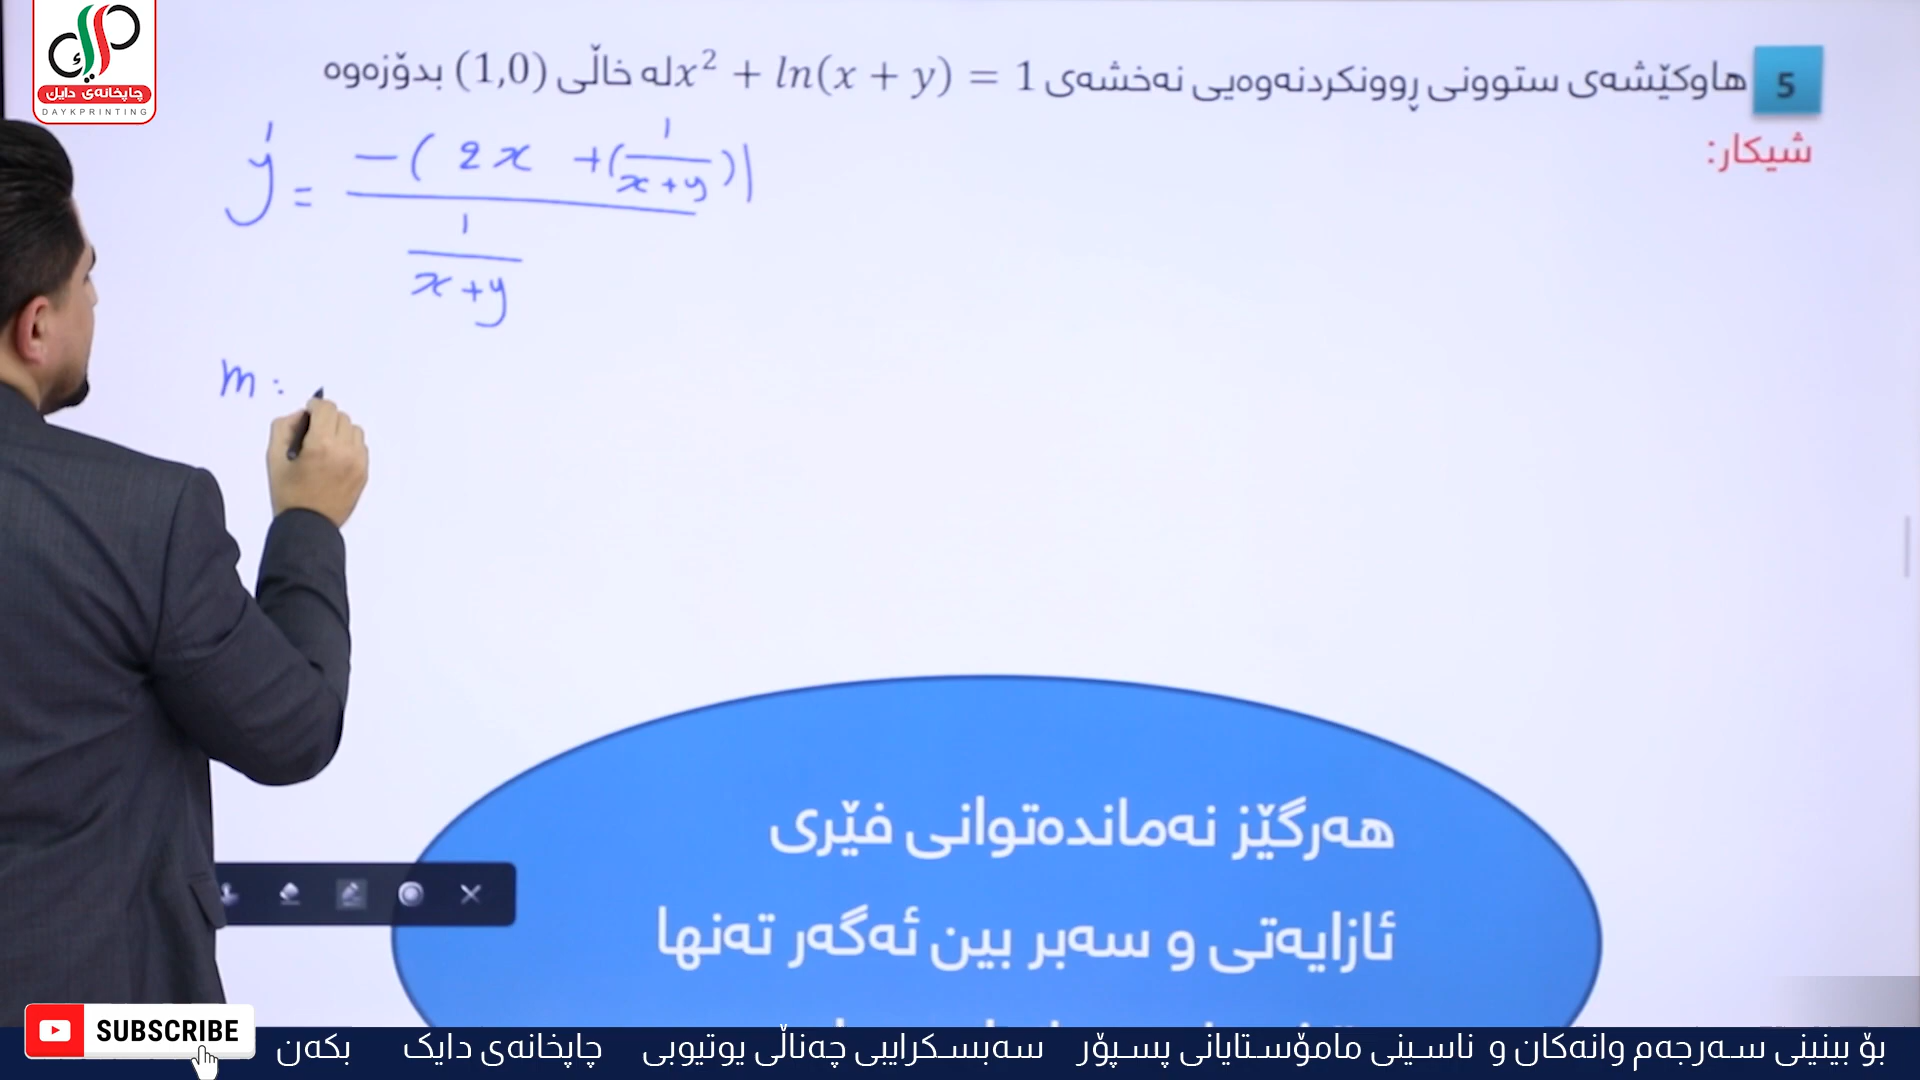 چاپخانەی دایك
DAYKPRINTING
5 هاوکێشەی ستوونی ڕوونکردنەوەیی نەخشەی x² + ln(x + y) = 1 لە خاڵی (1,0) بدۆزەوە
شیکار:
y' = -( 2x + (1/(x+y)) ) / (1/(x+y))
m :
هەرگێز نەماندەتوانی فێری
ئازایەتی و سەبر بین ئەگەر تەنها
SUBSCRIBE
بۆ بینینی سەرجەم وانەکان و ناسینی مامۆستایانی پسپۆر سەبسکرایبی چەناڵی یوتیوبی چاپخانەی دایک بکەن